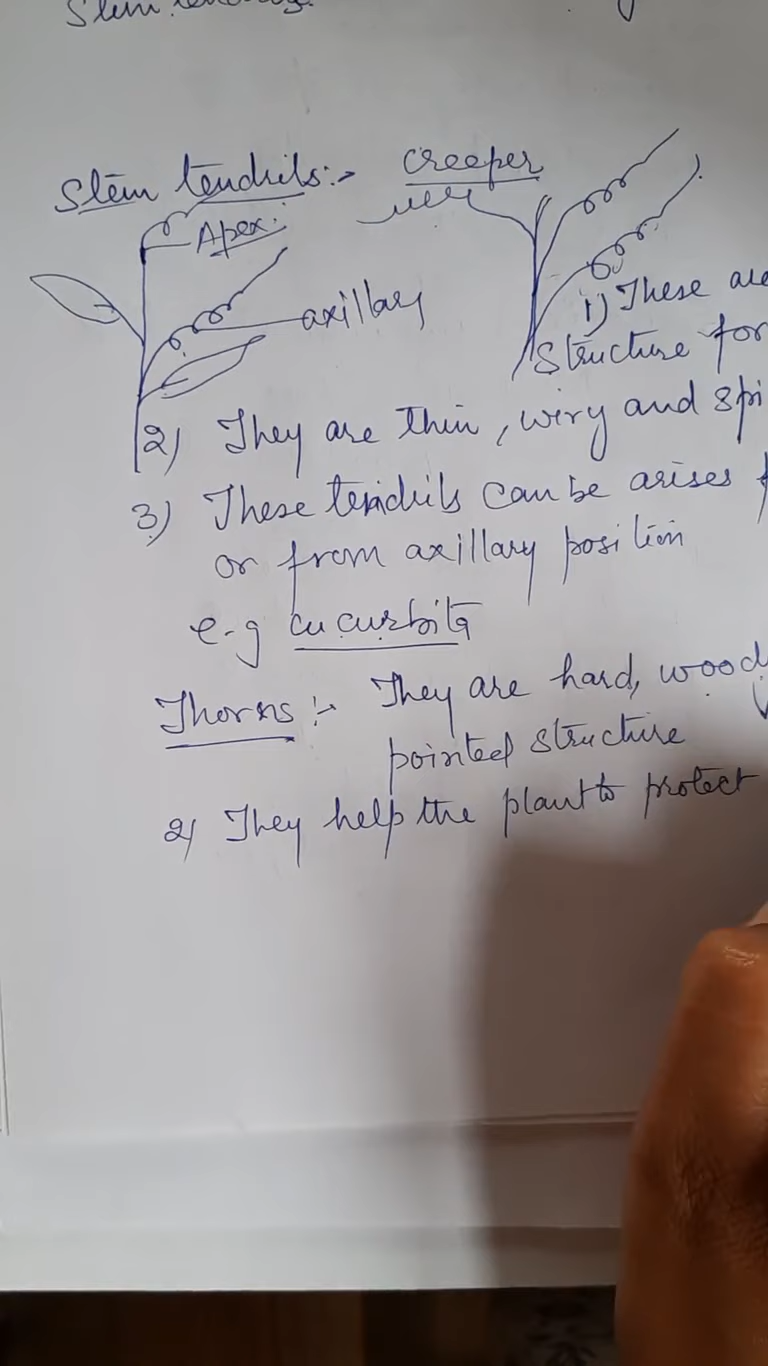 Stem tendrils:- creeper
Apex.
axillary
1) These are
structure for
2) They are thin, wiry and spi
3) These tendrils can be arises f
or from axillary position
e-g cucurbita
Thorns :- They are hard, wood
pointed structure
2) They help the plant to protect